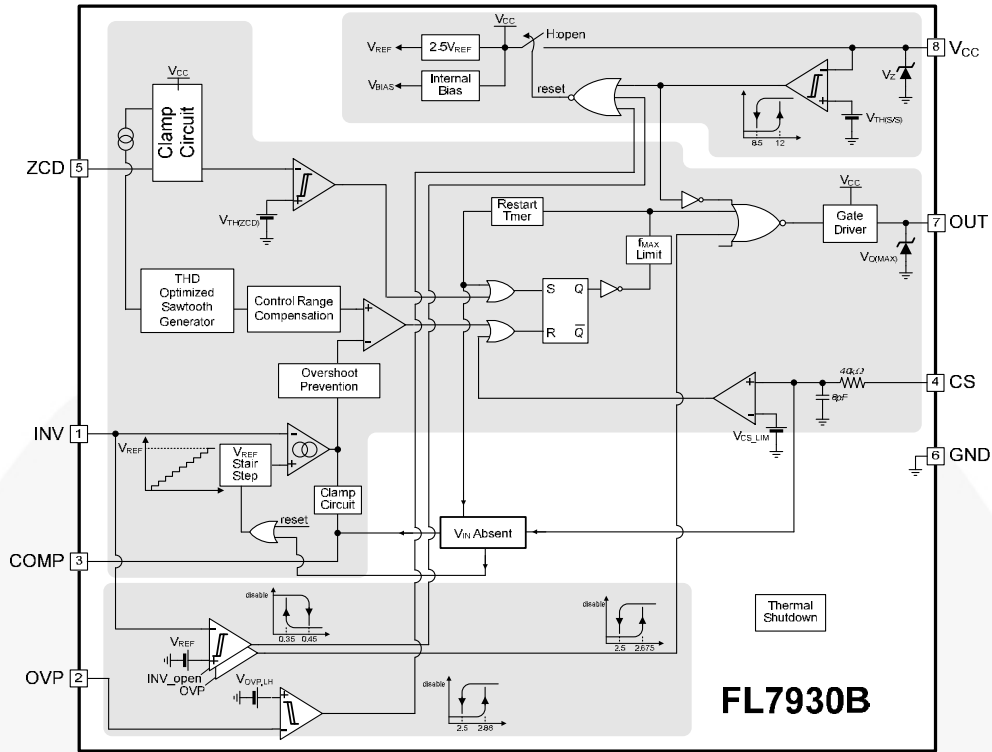 VCC
H:open
VREF
2.5VREF
8
VCC
VBIAS
Internal Bias
reset
VZ
VTH(S/S)
8.5 12
VCC
Clamp Circuit
ZCD
5
VTH(ZCD)
Restart Tmer
VCC
Gate Driver
7
OUT
fMAX Limit
VO(MAX)
THD Optimized Sawtooth Generator
Control Range Compensation
S Q
R Q
Overshoot Prevention
40kΩ
4
CS
8pF
VCS_LIM
INV
1
VREF
VREF Stair Step
6
GND
Clamp Circuit
reset
VIN Absent
COMP
3
disable
0.35 0.45
disable
2.5 2.675
Thermal Shutdown
VREF
INV_open
OVP
OVP
2
VOVP,LH
disable
2.5 2.86
FL7930B